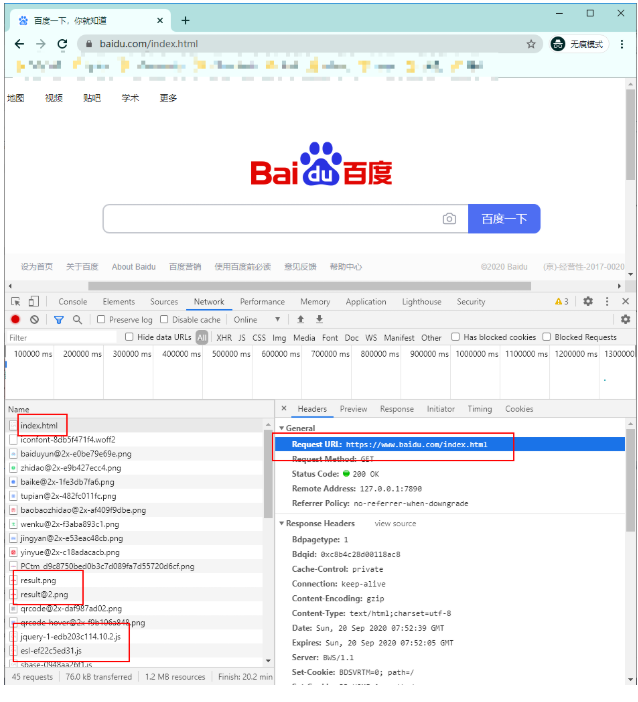 百度一下，你就知道
baidu.com/index.html
无痕模式
地图 视频 贴吧 学术 更多
Bai du 百度
百度一下
设为首页 关于百度 About Baidu 百度营销 使用百度前必读 意见反馈 帮助中心 ©2020 Baidu (京)-经营性-2017-0020
Console Elements Sources Network Performance Memory Application Lighthouse Security 3
Preserve log Disable cache Online
Filter Hide data URLs All XHR JS CSS Img Media Font Doc WS Manifest Other Has blocked cookies Blocked Requests
100000 ms 200000 ms 300000 ms 400000 ms 500000 ms 600000 ms 700000 ms 800000 ms 900000 ms 1000000 ms 1100000 ms 1200000 ms 1300000
Name
index.html
iconfont-8db5f471f4.woff2
baiduyun@2x-e0be79e69e.png
zhidao@2x-e9b427ecc4.png
baike@2x-1fe3db7fa6.png
tupian@2x-482fc011fc.png
baobaozhidao@2x-af409f9dbe.png
wenku@2x-f3aba893c1.png
jingyan@2x-e53eac48cb.png
yinyue@2x-c18adacacb.png
PCtm_d9c8750bed0b3c7d089fa7d55720d6cf.png
result.png
result@2.png
qrcode@2x-daf987ad02.png
qrcode-hover@2x-f9b106a848.png
jquery-1-edb203c114.10.2.js
esl-ef22c5ed31.js
sbase-0948aa26f1.js
45 requests 76.0 kB transferred 1.2 MB resources Finish: 20.2 min
Headers Preview Response Initiator Timing Cookies
General
Request URL: https://www.baidu.com/index.html
Request Method: GET
Status Code: 200 OK
Remote Address: 127.0.0.1:7890
Referrer Policy: no-referrer-when-downgrade
Response Headers view source
Bdpagetype: 1
Bdqid: 0xc8b4c28d00118ac8
Cache-Control: private
Connection: keep-alive
Content-Encoding: gzip
Content-Type: text/html;charset=utf-8
Date: Sun, 20 Sep 2020 07:52:39 GMT
Expires: Sun, 20 Sep 2020 07:52:05 GMT
Server: BWS/1.1
Set-Cookie: BDSVRTM=0; path=/